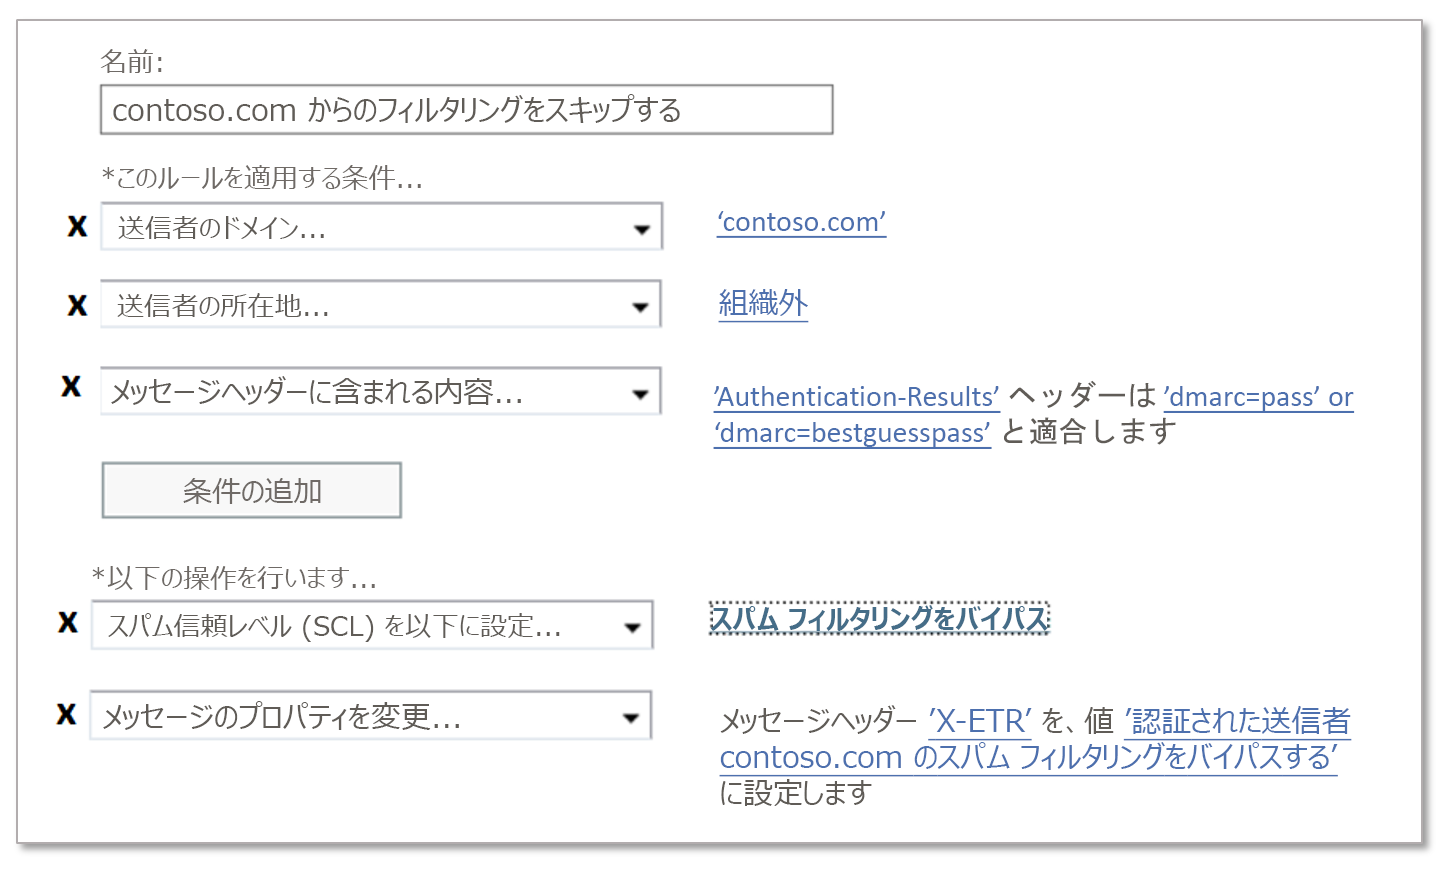 名前:
contoso.com からのフィルタリングをスキップする
*このルールを適用する条件...
X 送信者のドメイン... ‘contoso.com’
X 送信者の所在地... 組織外
X メッセージヘッダーに含まれる内容... ’Authentication-Results’ ヘッダーは ’dmarc=pass’ or
‘dmarc=bestguesspass’ と適合します
条件の追加
*以下の操作を行います...
X スパム信頼レベル (SCL) を以下に設定... スパム フィルタリングをバイパス
X メッセージのプロパティを変更... メッセージヘッダー ’X-ETR’ を、値 ’認証された送信者
contoso.com のスパム フィルタリングをバイパスする’
に設定します